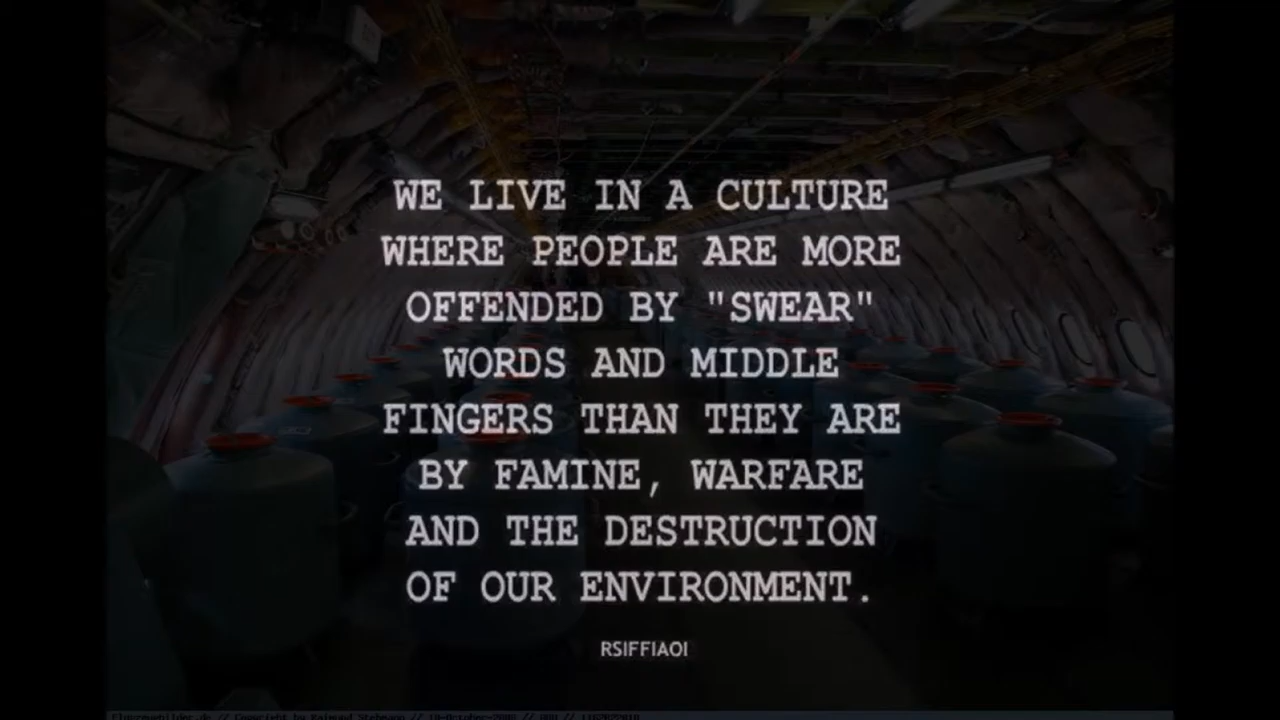 WE LIVE IN A CULTURE
WHERE PEOPLE ARE MORE
OFFENDED BY "SWEAR"
WORDS AND MIDDLE
FINGERS THAN THEY ARE
BY FAMINE, WARFARE
AND THE DESTRUCTION
OF OUR ENVIRONMENT.
RSIFFIAOI